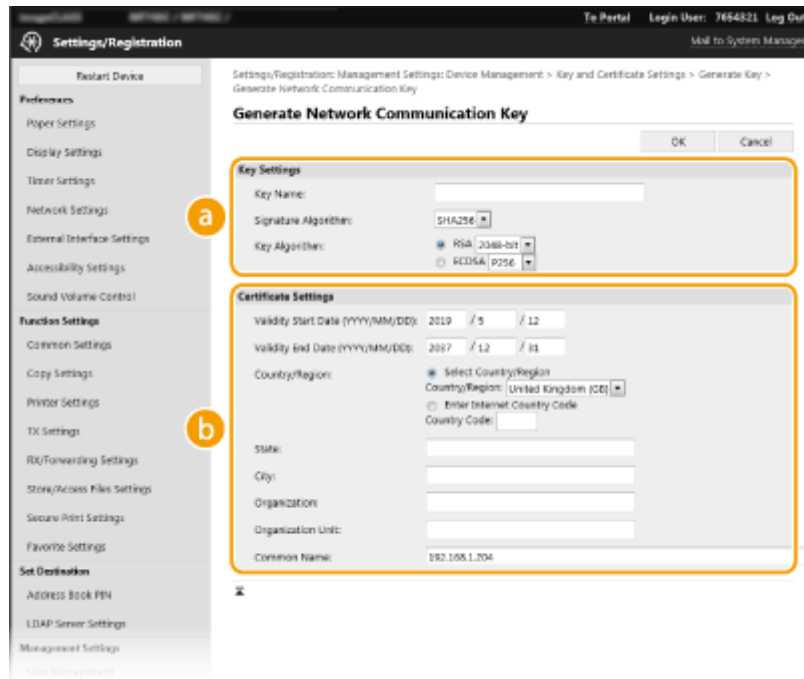 To Portal Login User: 7654321 Log Out
Settings/Registration
Mail to System Manager
Restart Device
Settings/Registration: Management Settings: Device Management > Key and Certificate Settings > Generate Key >
Generate Network Communication Key
Preferences
Generate Network Communication Key
Paper Settings
OK Cancel
Display Settings
Key Settings
Timer Settings
Key Name:
Network Settings
a
Signature Algorithm: SHA256
External Interface Settings
Key Algorithm: RSA 2048-bit
ECDSA P256
Accessibility Settings
Sound Volume Control
Certificate Settings
Function Settings
Validity Start Date (YYYY/MM/DD): 2019 / 5 / 12
Common Settings
Validity End Date (YYYY/MM/DD): 2037 / 12 / 31
Copy Settings
Country/Region: Select Country/Region
Country/Region: United Kingdom (GB)
Printer Settings
Enter Internet Country Code
Country Code:
TX Settings
b
State:
RX/Forwarding Settings
City:
Store/Access Files Settings
Organization:
Secure Print Settings
Organization Unit:
Favorite Settings
Common Name: 192.168.1.204
Set Destination
Address Book PIN
LDAP Server Settings
Management Settings
User Management